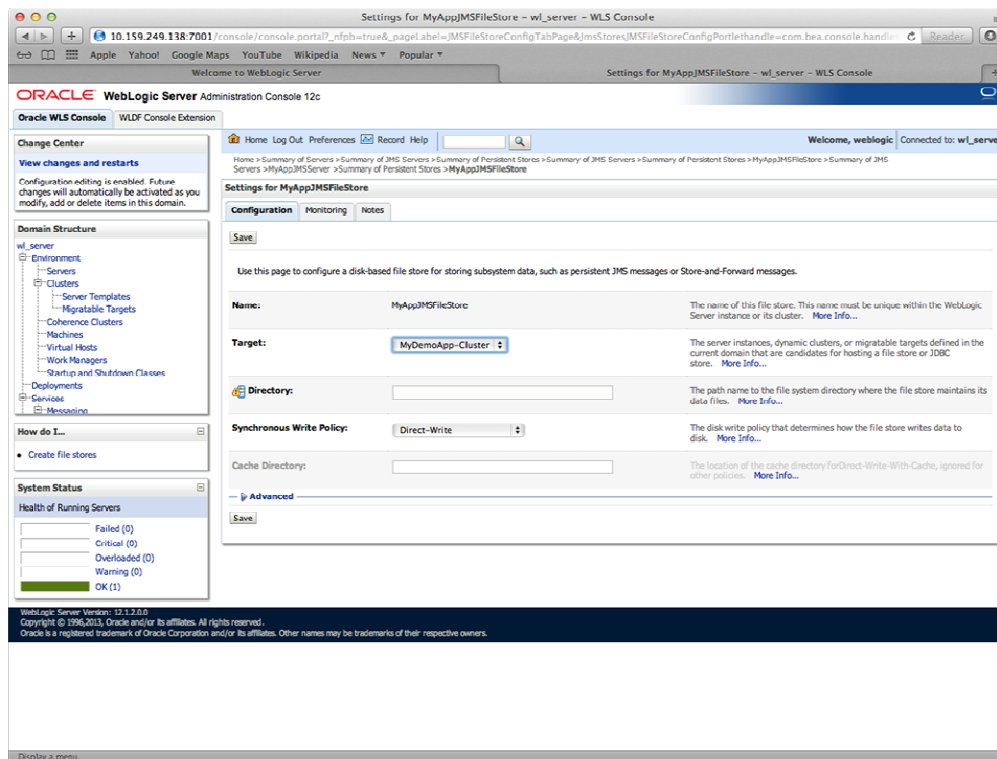 Settings for MyAppJMSFileStore – wl_server – WLS Console
10.159.249.138:7001/console/console.portal?_nfpb=true&_pageLabel=JMSFileStoreConfigTabPage&JmsStoresJMSFileStoreConfigPortlethandle=com.bea.console.handle
Reader
Apple Yahoo! Google Maps YouTube Wikipedia News Popular
Welcome to WebLogic Server
Settings for MyAppJMSFileStore – wl_server – WLS Console
ORACLE WebLogic Server Administration Console 12c
Oracle WLS Console
WLDF Console Extension
Change Center
View changes and restarts
Configuration editing is enabled. Future
changes will automatically be activated as you
modify, add or delete items in this domain.
Domain Structure
wl_server
Environment
Servers
Clusters
Server Templates
Migratable Targets
Coherence Clusters
Machines
Virtual Hosts
Work Managers
Startup and Shutdown Classes
Deployments
Services
Messaging
How do I...
Create file stores
System Status
Health of Running Servers
Failed (0)
Critical (0)
Overloaded (0)
Warning (0)
OK (1)
Home Log Out Preferences Record Help
Welcome, weblogic
Connected to: wl_serve
Home >Summary of Servers >Summary of JMS Servers >Summary of Persistent Stores >Summary of JMS Servers >Summary of Persistent Stores >MyAppJMSFileStore >Summary of JMS
Servers >MyAppJMSServer >Summary of Persistent Stores >MyAppJMSFileStore
Settings for MyAppJMSFileStore
Configuration Monitoring Notes
Save
Use this page to configure a disk-based file store for storing subsystem data, such as persistent JMS messages or Store-and-Forward messages.
Name:
MyAppJMSFileStore
The name of this file store. This name must be unique within the WebLogic
Server instance or its cluster. More Info...
Target:
MyDemoApp-Cluster
The server instances, dynamic clusters, or migratable targets defined in the
current domain that are candidates for hosting a file store or JDBC
store. More Info...
Directory:
The path name to the file system directory where the file store maintains its
data files. More Info...
Synchronous Write Policy:
Direct-Write
The disk write policy that determines how the file store writes data to
disk. More Info...
Cache Directory:
The location of the cache directory forDirect-Write-With-Cache, ignored for
other policies. More Info...
Advanced
Save
WebLogic Server Version: 12.1.2.0.0
Copyright © 1996,2013, Oracle and/or its affiliates. All rights reserved.
Oracle is a registered trademark of Oracle Corporation and/or its affiliates. Other names may be trademarks of their respective owners.
Display a menu